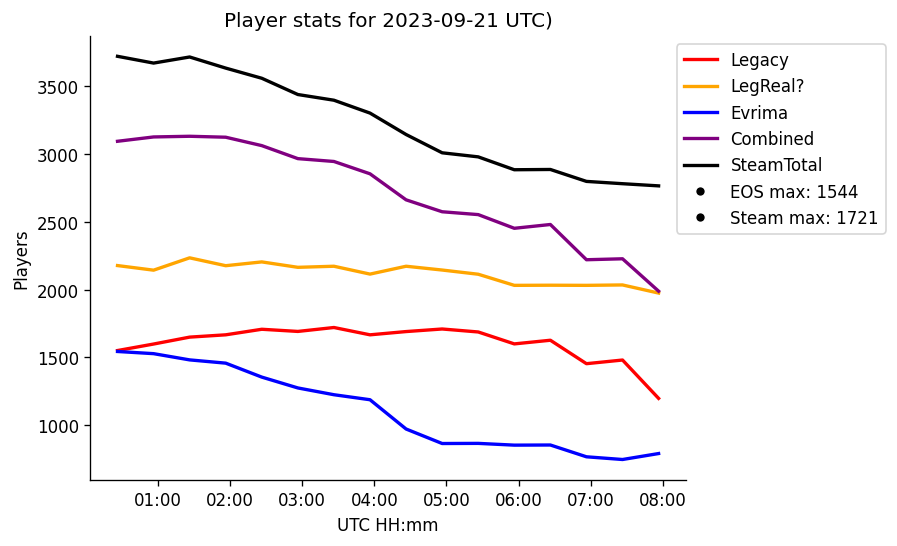 Player stats for 2023-09-21 UTC)
Legacy
LegReal?
Evrima
Combined
SteamTotal
EOS max: 1544
Steam max: 1721
Players
3500
3000
2500
2000
1500
1000
01:00 02:00 03:00 04:00 05:00 06:00 07:00 08:00
UTC HH:mm